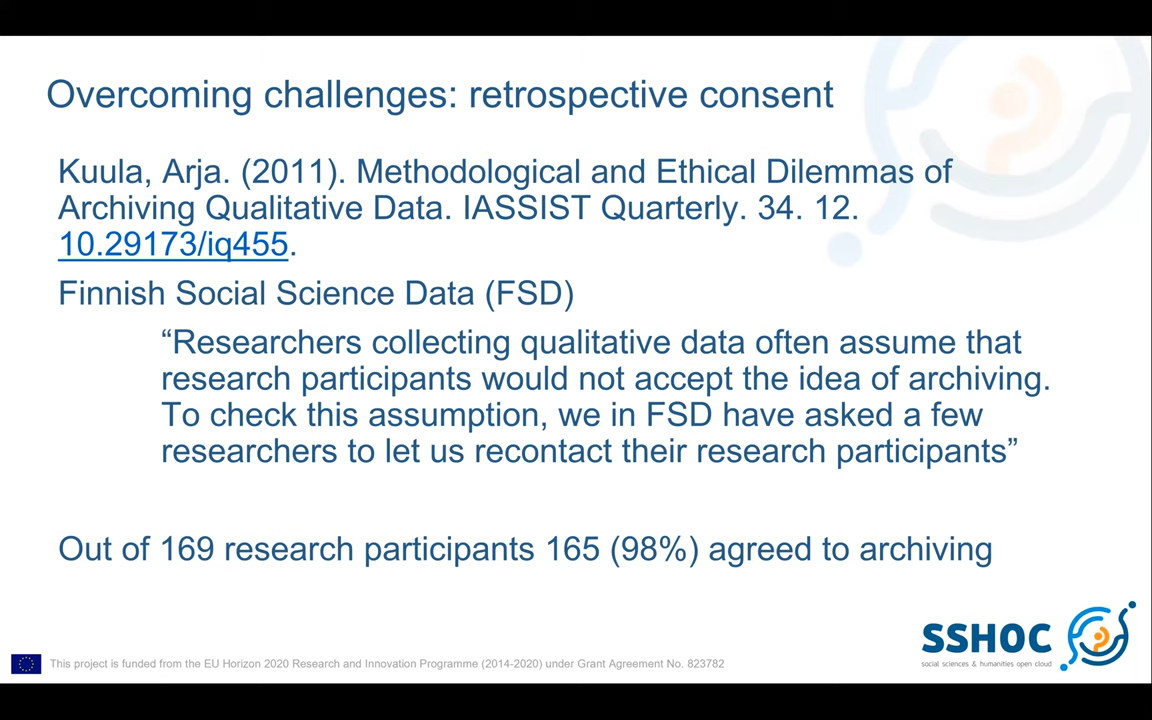 Overcoming challenges: retrospective consent
Kuula, Arja. (2011). Methodological and Ethical Dilemmas of
Archiving Qualitative Data. IASSIST Quarterly. 34. 12.
10.29173/iq455.
Finnish Social Science Data (FSD)
“Researchers collecting qualitative data often assume that
research participants would not accept the idea of archiving.
To check this assumption, we in FSD have asked a few
researchers to let us recontact their research participants”
Out of 169 research participants 165 (98%) agreed to archiving
SSHOC
social sciences & humanities open cloud
This project is funded from the EU Horizon 2020 Research and Innovation Programme (2014-2020) under Grant Agreement No. 823782